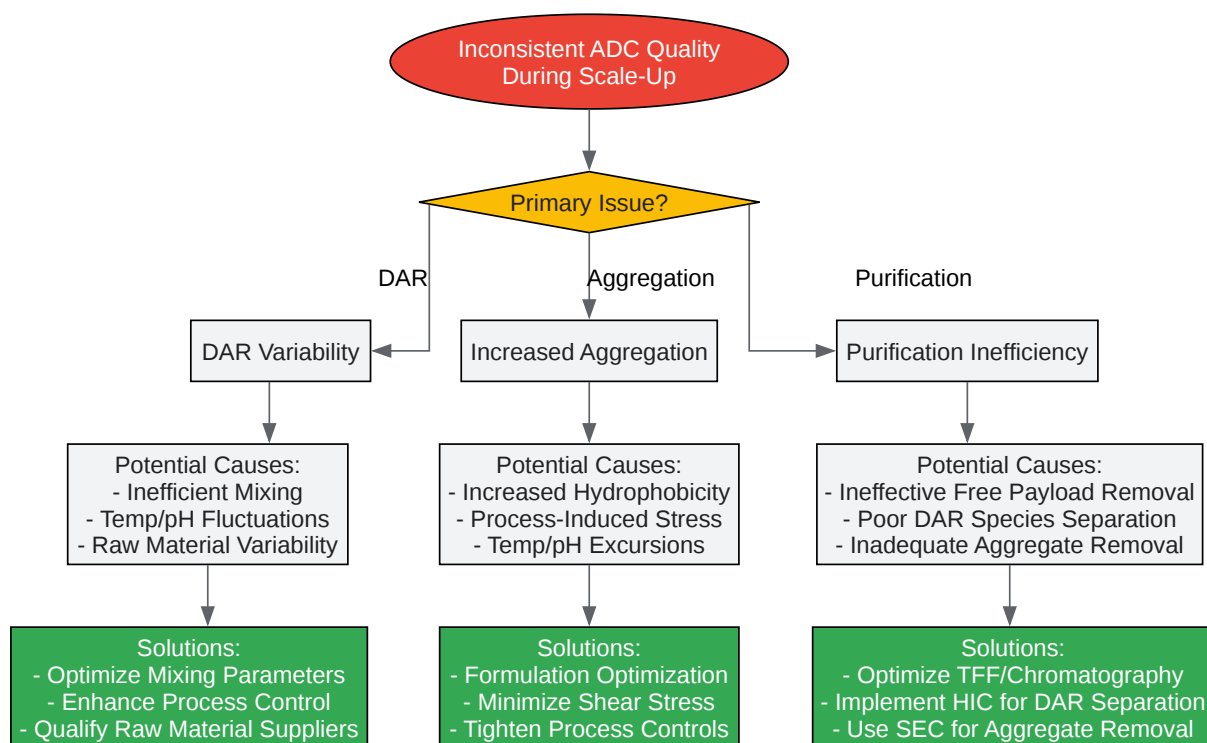 Inconsistent ADC Quality
During Scale-Up
Primary Issue?
DAR
Aggregation
Purification
DAR Variability
Increased Aggregation
Purification Inefficiency
Potential Causes:
- Inefficient Mixing
- Temp/pH Fluctuations
- Raw Material Variability
Potential Causes:
- Increased Hydrophobicity
- Process-Induced Stress
- Temp/pH Excursions
Potential Causes:
- Ineffective Free Payload Removal
- Poor DAR Species Separation
- Inadequate Aggregate Removal
Solutions:
- Optimize Mixing Parameters
- Enhance Process Control
- Qualify Raw Material Suppliers
Solutions:
- Formulation Optimization
- Minimize Shear Stress
- Tighten Process Controls
Solutions:
- Optimize TFF/Chromatography
- Implement HIC for DAR Separation
- Use SEC for Aggregate Removal